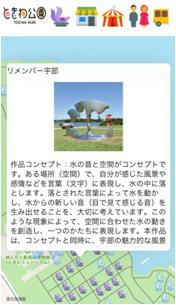 ときわ公園
TOKIWA PARK
リメンバー宇部
作品コンセプト：水の音と空間がコンセプトで
す。ある場所（空間）で、自分が感じた風景や
感情などを言葉（文字）に表現し、水の中に落
とします。落とされた言葉によって水を動か
し、水からの新しい音（目で見て感じる音）を
生み出せることを、大切に考えています。この
ような現象によって、空間に合わせた水の動き
を創造し、一つのかたちに表現します。本作品
は、コンセプトと同時に、宇部の魅力的な風景